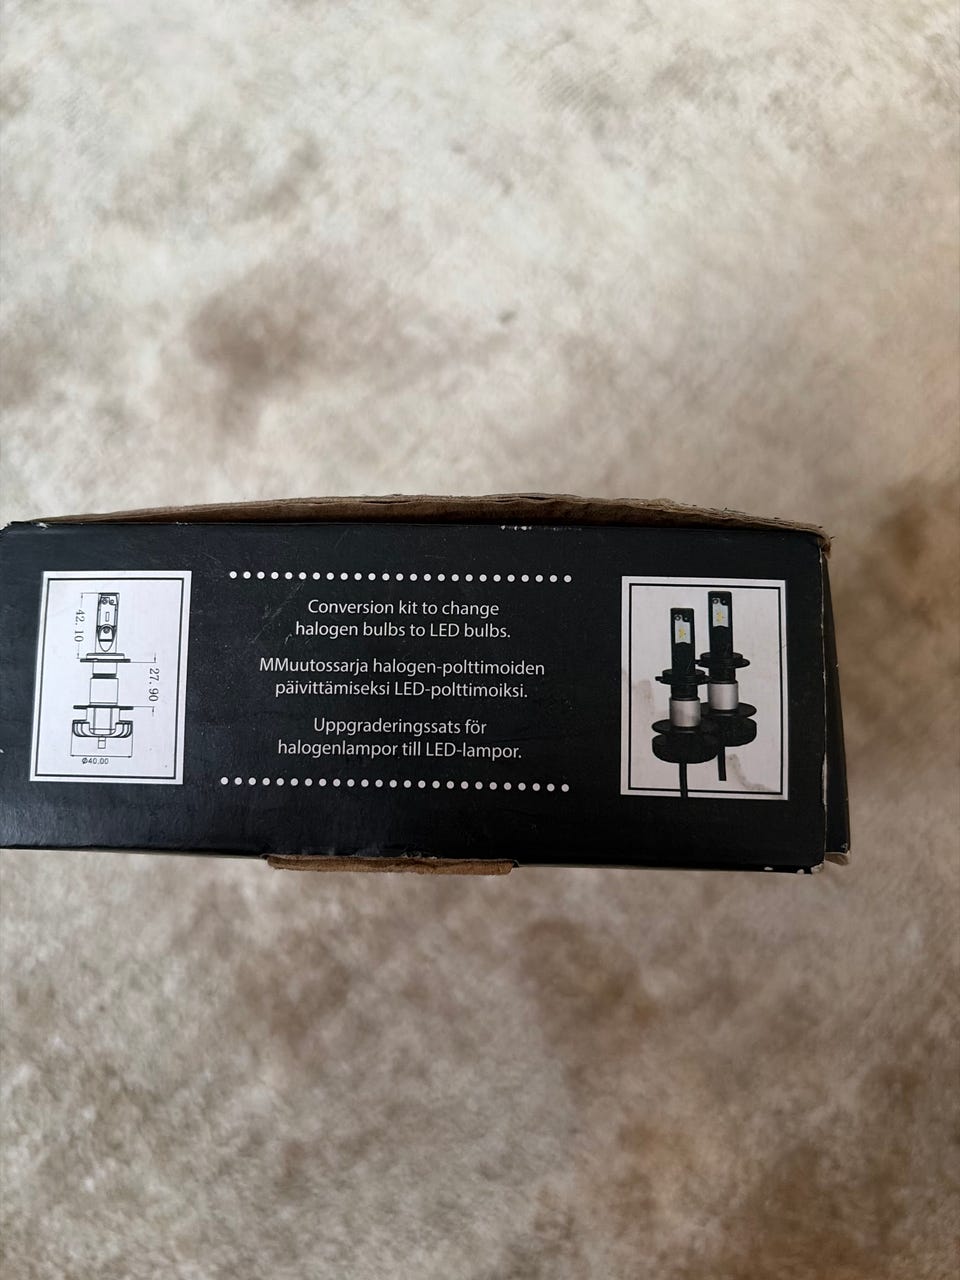 42.10
27.90
Ø40.00
Conversion kit to change
halogen bulbs to LED bulbs.
MMuutossarja halogen-polttimoiden
päivittämiseksi LED-polttimoiksi.
Uppgraderingssats för
halogenlampor till LED-lampor.